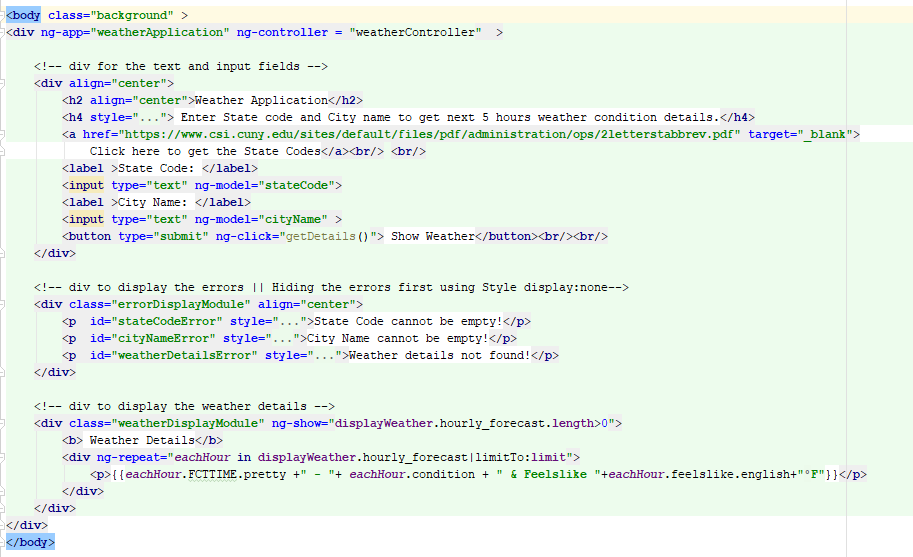 <body class="background" >
<div ng-app="weatherApplication" ng-controller = "weatherController"  >
<!-- div for the text and input fields -->
<div align="center">
<h2 align="center">Weather Application</h2>
<h4 style="..."> Enter State code and City name to get next 5 hours weather condition details.</h4>
<a href="https://www.csi.cuny.edu/sites/default/files/pdf/administration/ops/2letterstabbrev.pdf" target="_blank">
Click here to get the State Codes</a><br/> <br/>
<label >State Code: </label>
<input type="text" ng-model="stateCode">
<label >City Name: </label>
<input type="text" ng-model="cityName" >
<button type="submit" ng-click="getDetails()"> Show Weather</button><br/><br/>
</div>
<!-- div to display the errors || Hiding the errors first using Style display:none-->
<div class="errorDisplayModule" align="center">
<p  id="stateCodeError" style="...">State Code cannot be empty!</p>
<p  id="cityNameError" style="...">City Name cannot be empty!</p>
<p  id="weatherDetailsError" style="...">Weather details not found!</p>
</div>
<!-- div to display the weather details -->
<div class="weatherDisplayModule" ng-show="displayWeather.hourly_forecast.length>0">
<b> Weather Details</b>
<div ng-repeat="eachHour in displayWeather.hourly_forecast|limitTo:limit">
<p>{{eachHour.FCTTIME.pretty +" - "+ eachHour.condition + " & Feelslike "+eachHour.feelslike.english+"°F"}}</p>
</div>
</div>
</div>
</body>